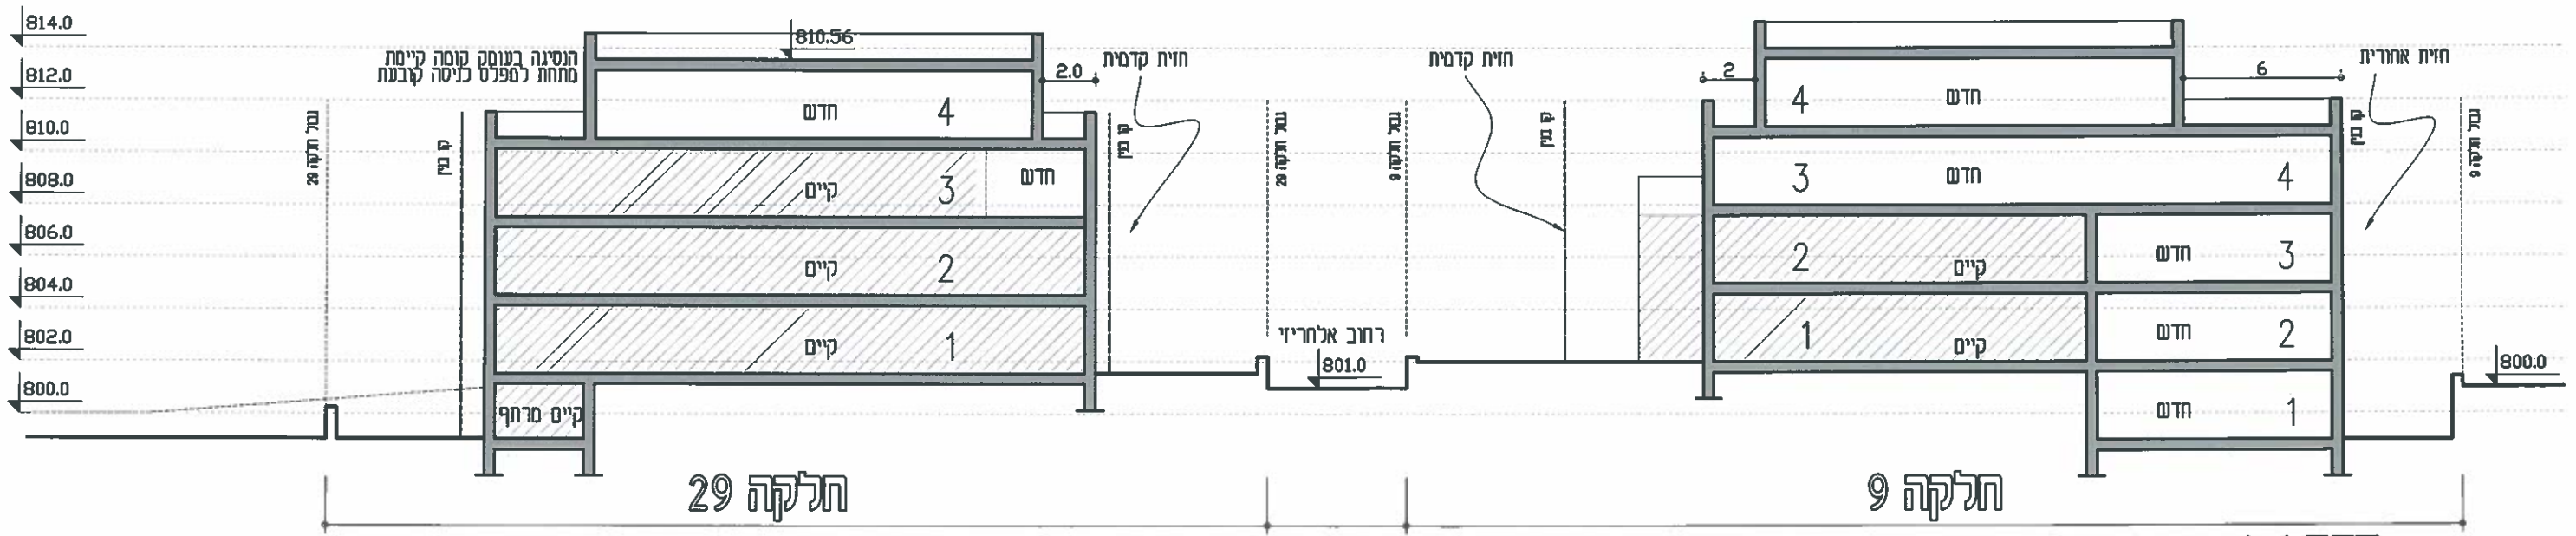 814.0
812.0
810.0
808.0
806.0
804.0
802.0
800.0
הנסיגה בעומק קומה קיימת
מתחת למפלס כניסה קובעת
גבול חלקה 29
קו בנין
810.56
2.0
חדש 4
קיים 3 חדש
קיים 2
קיים 1
קיים מרתף
חזית קדמית
קו בנין
גבול חלקה 29
גבול חלקה 9
רחוב אלחריזי
801.0
חזית קדמית
קו בנין
2
6
חזית אחורית
4 חדש
3 חדש 4
2 קיים חדש 3
1 קיים חדש 2
חדש 1
קו בנין
גבול חלקה 9
800.0
חלקה 29
חלקה 9